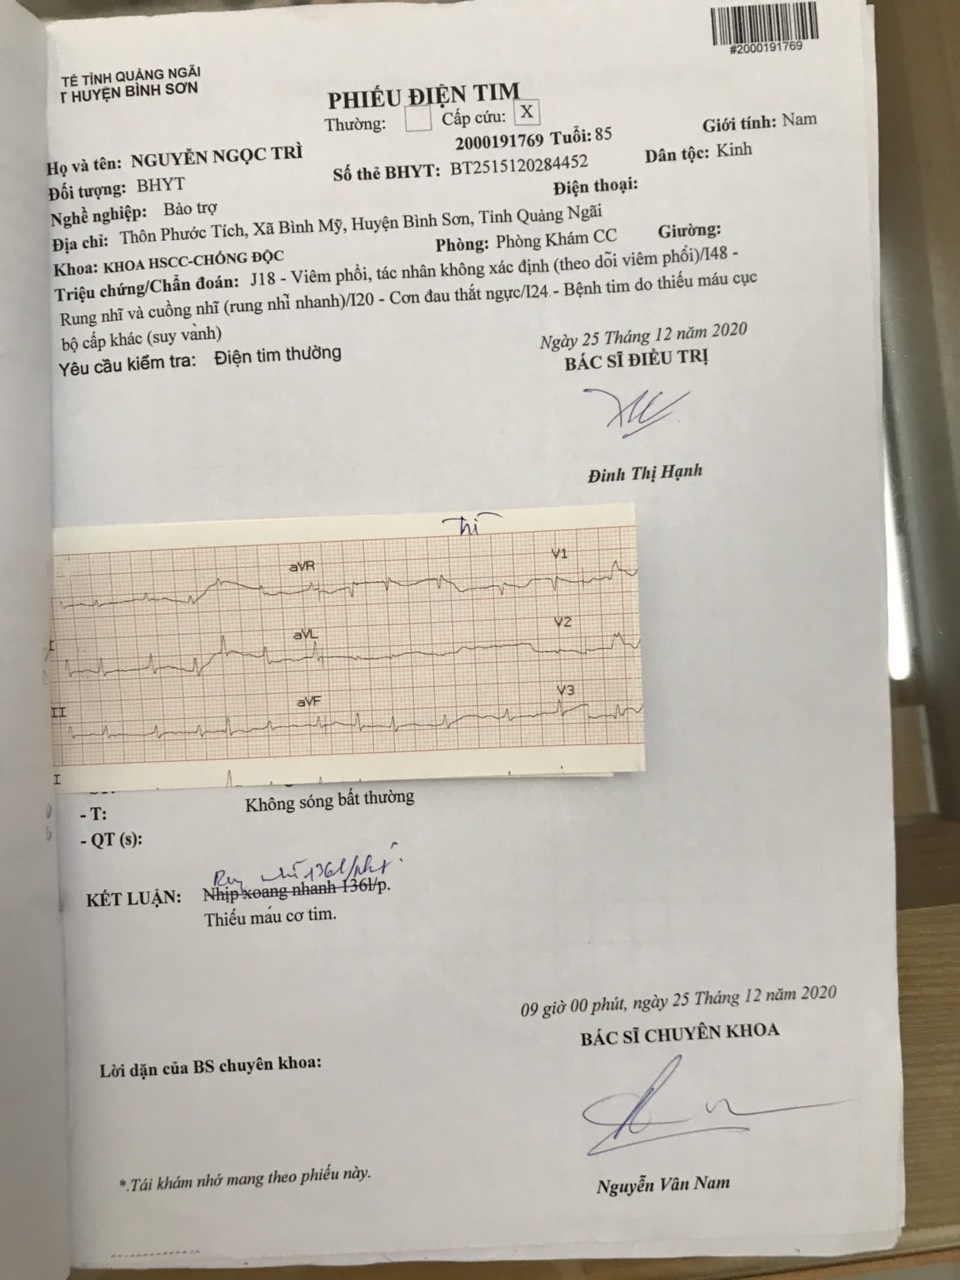 #2000191769
TẾ TỈNH QUẢNG NGÃI
T HUYỆN BÌNH SƠN
PHIẾU ĐIỆN TIM
Thường: Cấp cứu: X
2000191769 Tuổi: 85 Giới tính: Nam
Họ và tên: NGUYỄN NGỌC TRÌ
Số thẻ BHYT: BT2515120284452 Dân tộc: Kinh
Đối tượng: BHYT
Điện thoại:
Nghề nghiệp: Bảo trợ
Địa chỉ: Thôn Phước Tích, Xã Bình Mỹ, Huyện Bình Sơn, Tỉnh Quảng Ngãi
Khoa: KHOA HSCC-CHỐNG ĐỘC Phòng: Phòng Khám CC Giường:
Triệu chứng/Chẩn đoán: J18 - Viêm phổi, tác nhân không xác định (theo dõi viêm phổi)/I48 -
Rung nhĩ và cuồng nhĩ (rung nhĩ nhanh)/I20 - Cơn đau thắt ngực/I24 - Bệnh tim do thiếu máu cục
bộ cấp khác (suy vành)
Yêu cầu kiểm tra: Điện tim thường
Ngày 25 Tháng 12 năm 2020
BÁC SĨ ĐIỀU TRỊ
Đinh Thị Hạnh
aVR V1
I aVL V2
II aVF V3
I
- T: Không sóng bất thường
- QT (s):
nhĩ 136l/phút
KẾT LUẬN: Nhịp xoang nhanh 136l/p.
Thiếu máu cơ tim.
09 giờ 00 phút, ngày 25 Tháng 12 năm 2020
BÁC SĨ CHUYÊN KHOA
Lời dặn của BS chuyên khoa:
*.Tái khám nhớ mang theo phiếu này.
Nguyễn Vân Nam